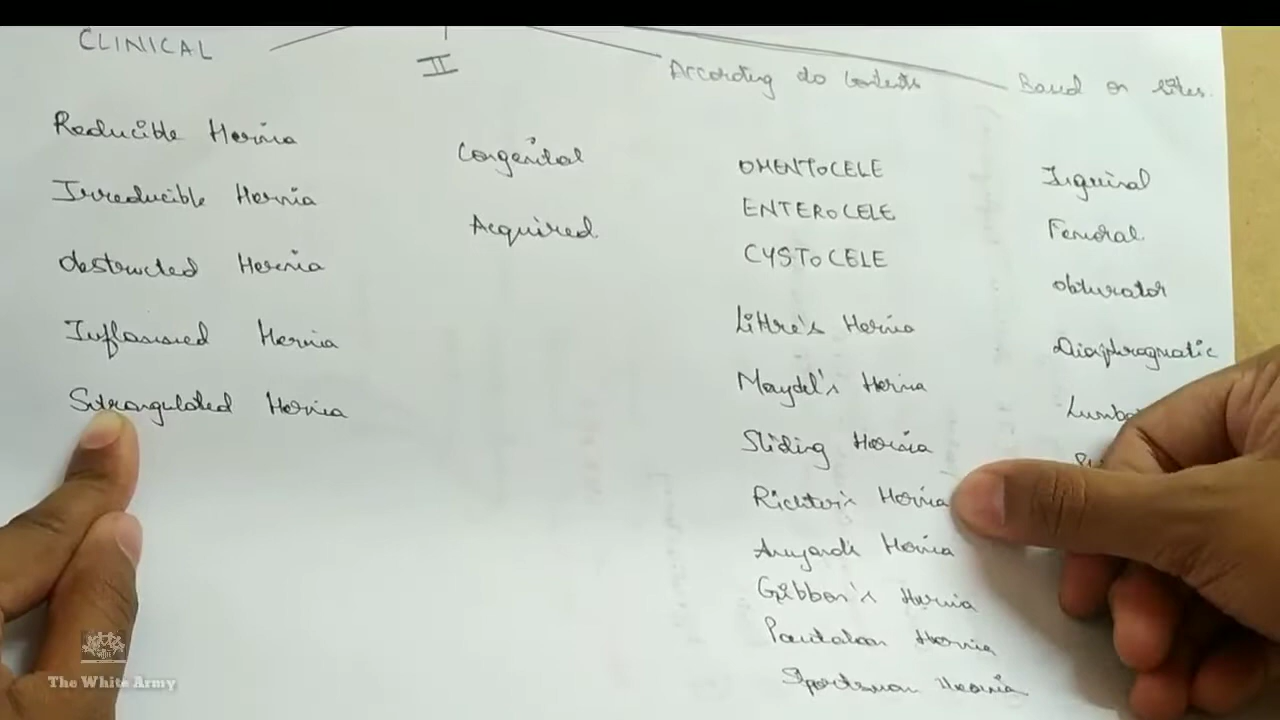 CLINICAL
II
According to Contents
Based on sites.
Reducible Hernia
Irreducible Hernia
obstructed Hernia
Inflammed Hernia
Strangulated Hernia
Congenital
Acquired
OMENTOCELE
ENTEROCELE
CYSTOCELE
Littre's Hernia
Maydl's Hernia
Sliding Hernia
Richter's Hernia
Amyand's Hernia
Gibbon's Hernia
Pantaloon Hernia
Sportsman Hernia
Inguinal
Femoral
obturator
Diaphragmatic
Lumba
The White Army